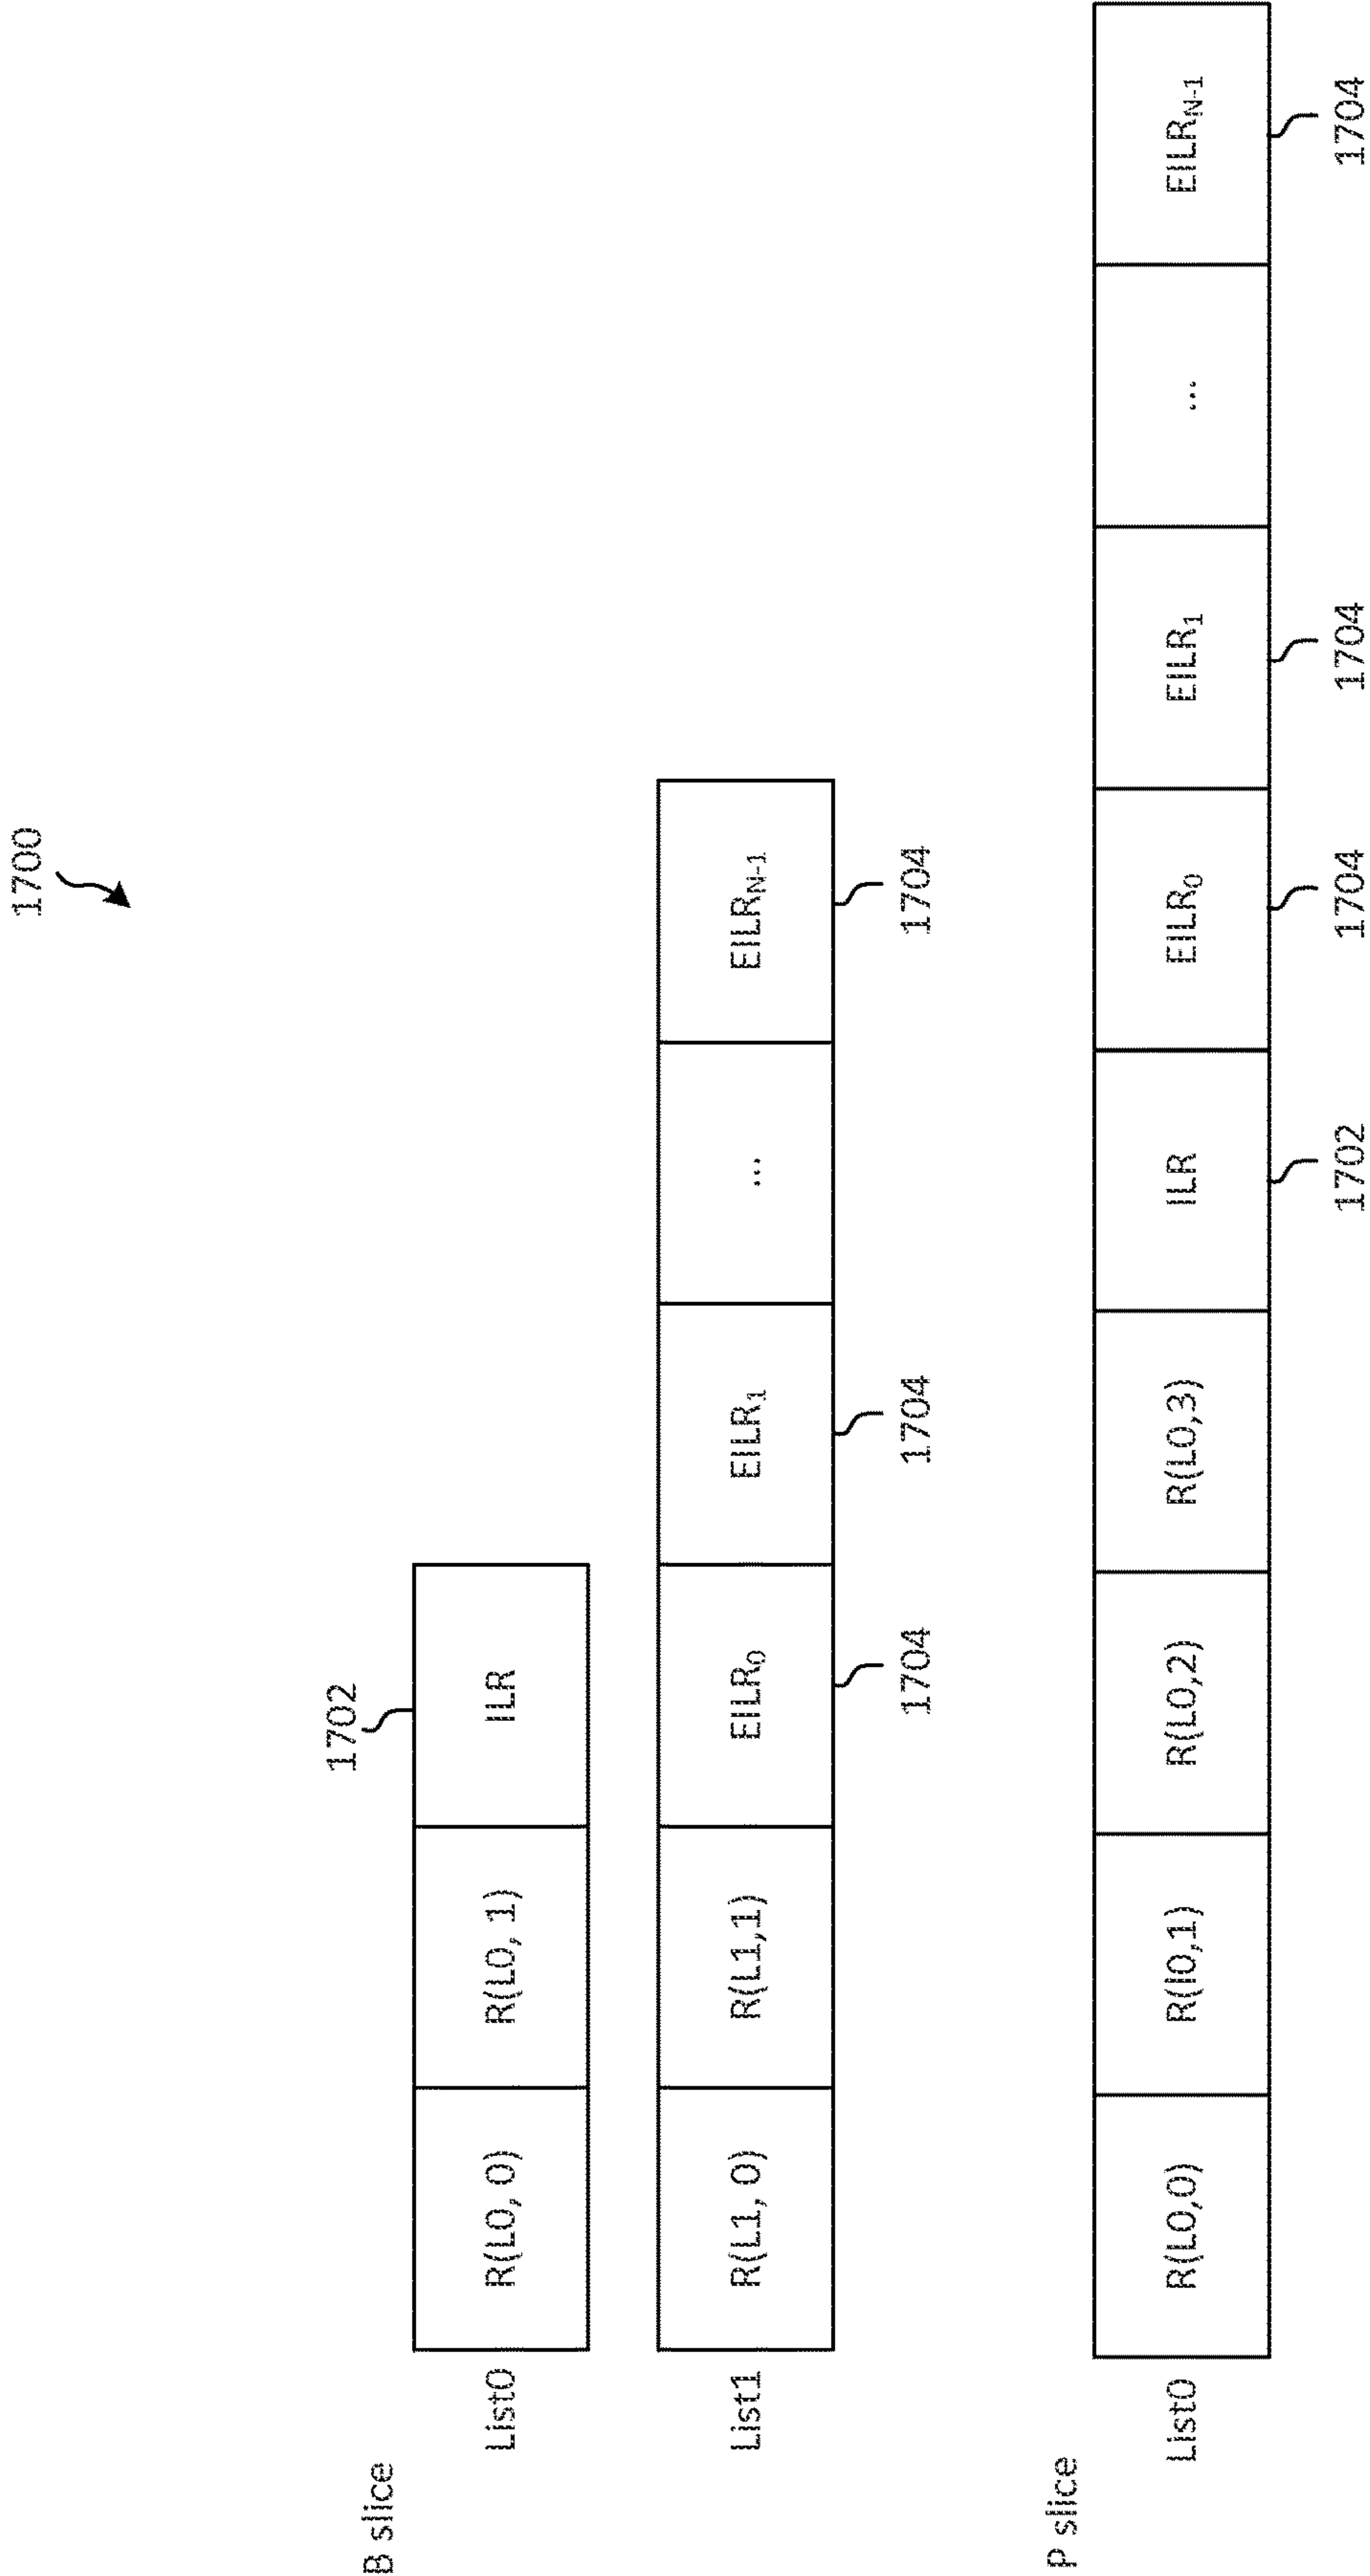 1700
B slice
1702
List0 R(L0, 0) R(L0, 1) ILR
List1 R(L1, 0) R(L1,1) EILR0 EILR1 ... EILRN-1
1704 1704 1704
P slice
List0 R(L0,0) R(l0,1) R(L0,2) R(L0,3) ILR EILR0 EILR1 ... EILRN-1
1702 1704 1704 1704